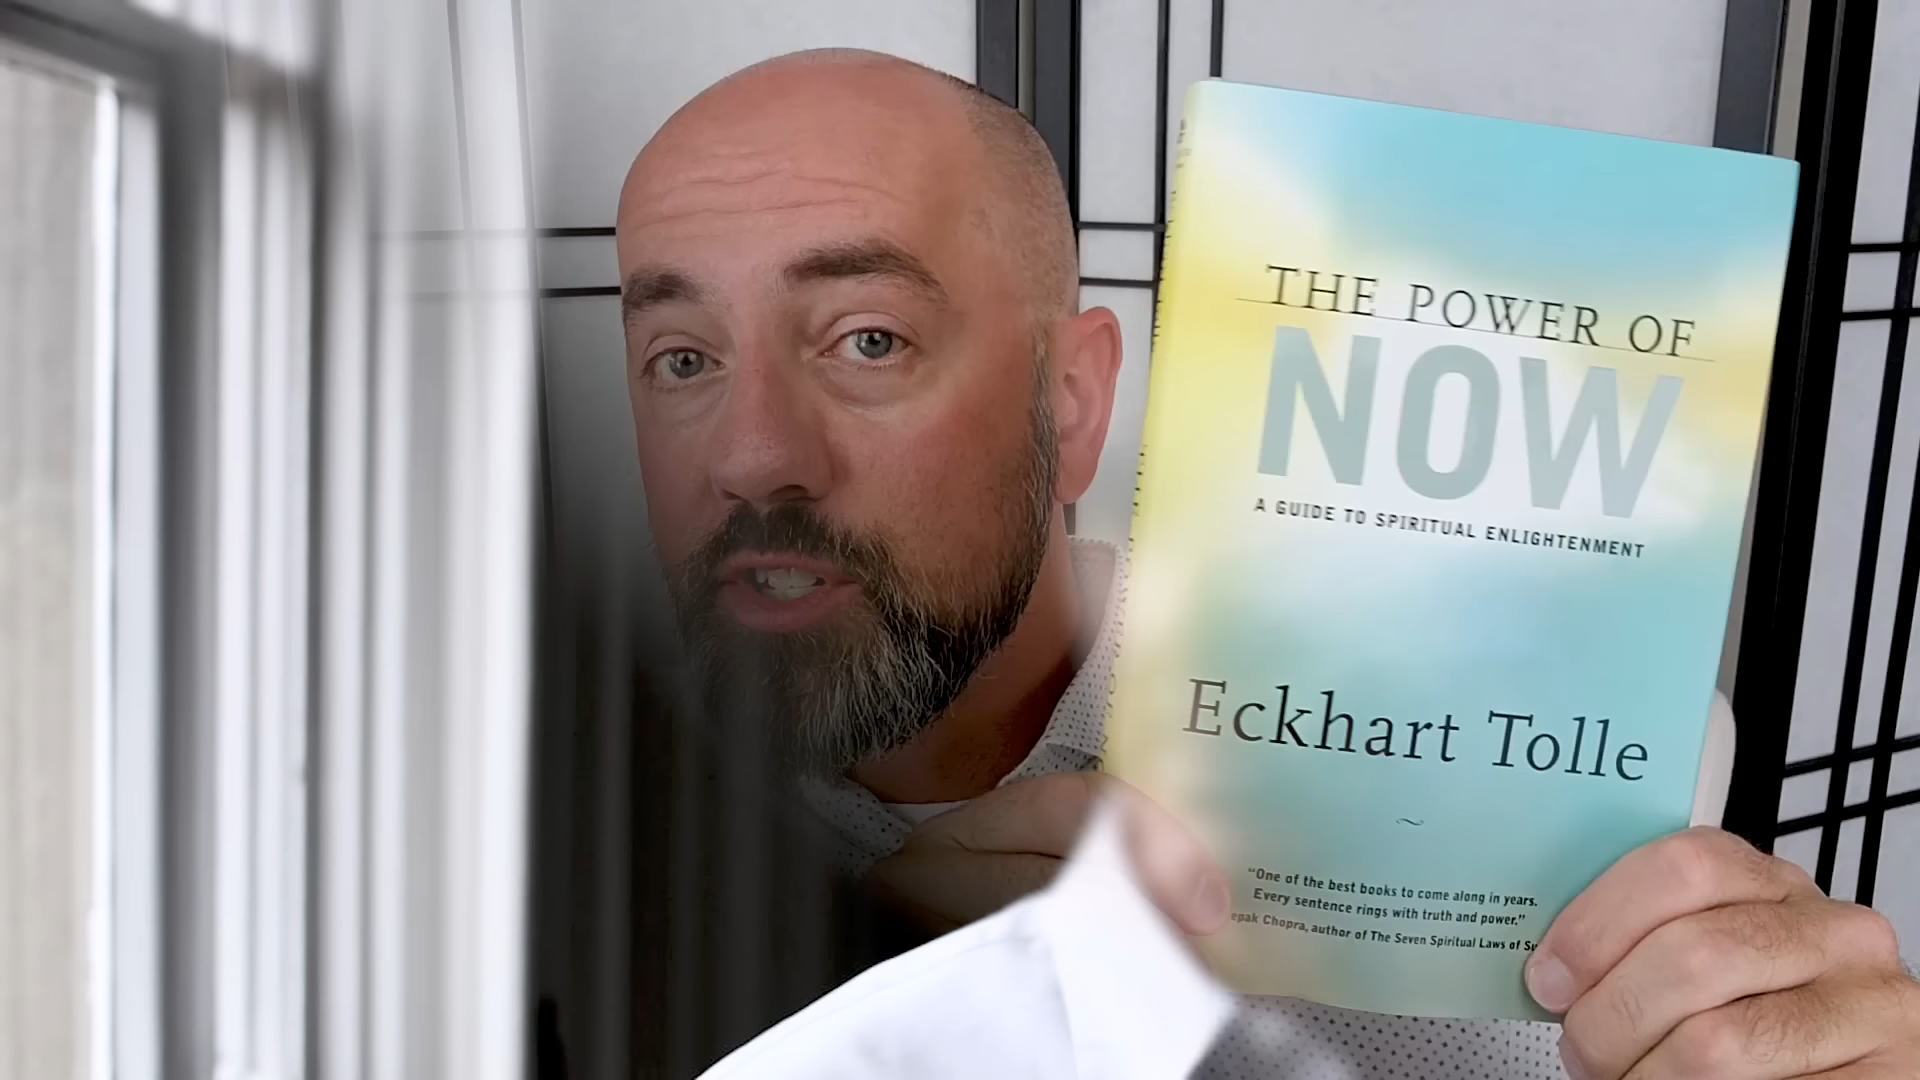 THE POWER OF
NOW
A GUIDE TO SPIRITUAL ENLIGHTENMENT
Eckhart Tolle
~
"One of the best books to come along in years.
Every sentence rings with truth and power."
Chopra, author of The Seven Spiritual Laws of